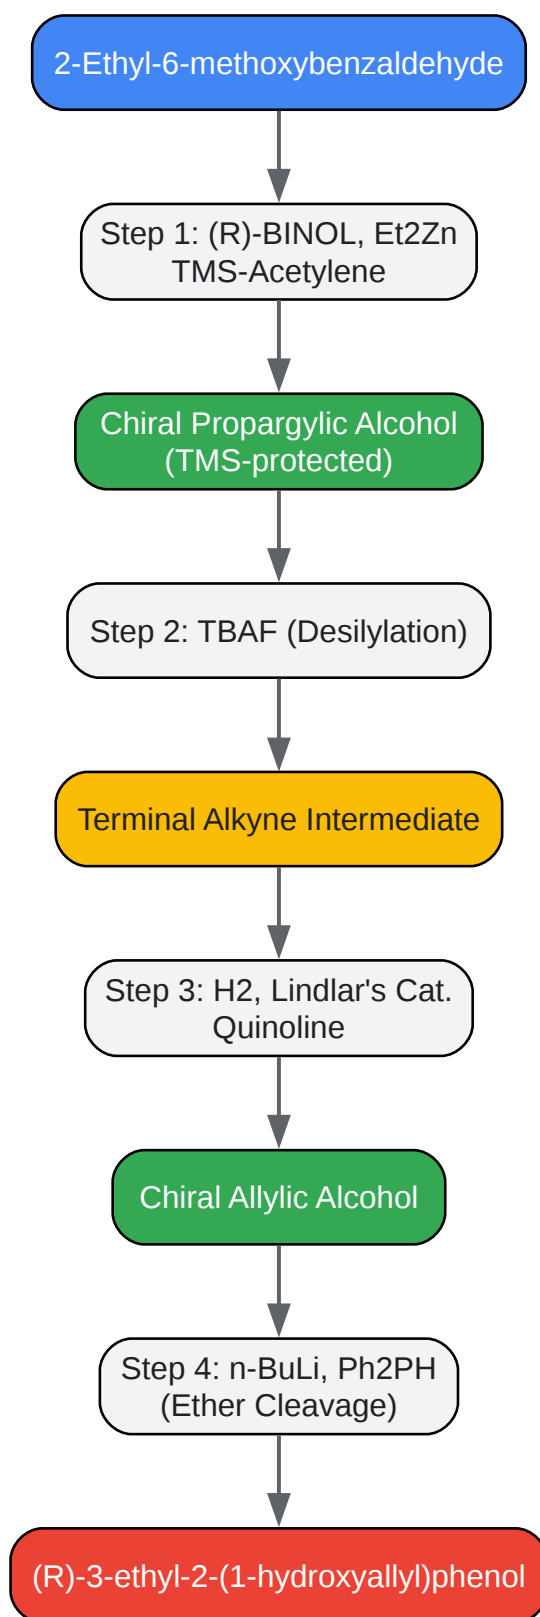 2-Ethyl-6-methoxybenzaldehyde
Step 1: (R)-BINOL, Et2Zn
TMS-Acetylene
Chiral Propargylic Alcohol
(TMS-protected)
Step 2: TBAF (Desilylation)
Terminal Alkyne Intermediate
Step 3: H2, Lindlar's Cat.
Quinoline
Chiral Allylic Alcohol
Step 4: n-BuLi, Ph2PH
(Ether Cleavage)
(R)-3-ethyl-2-(1-hydroxyallyl)phenol